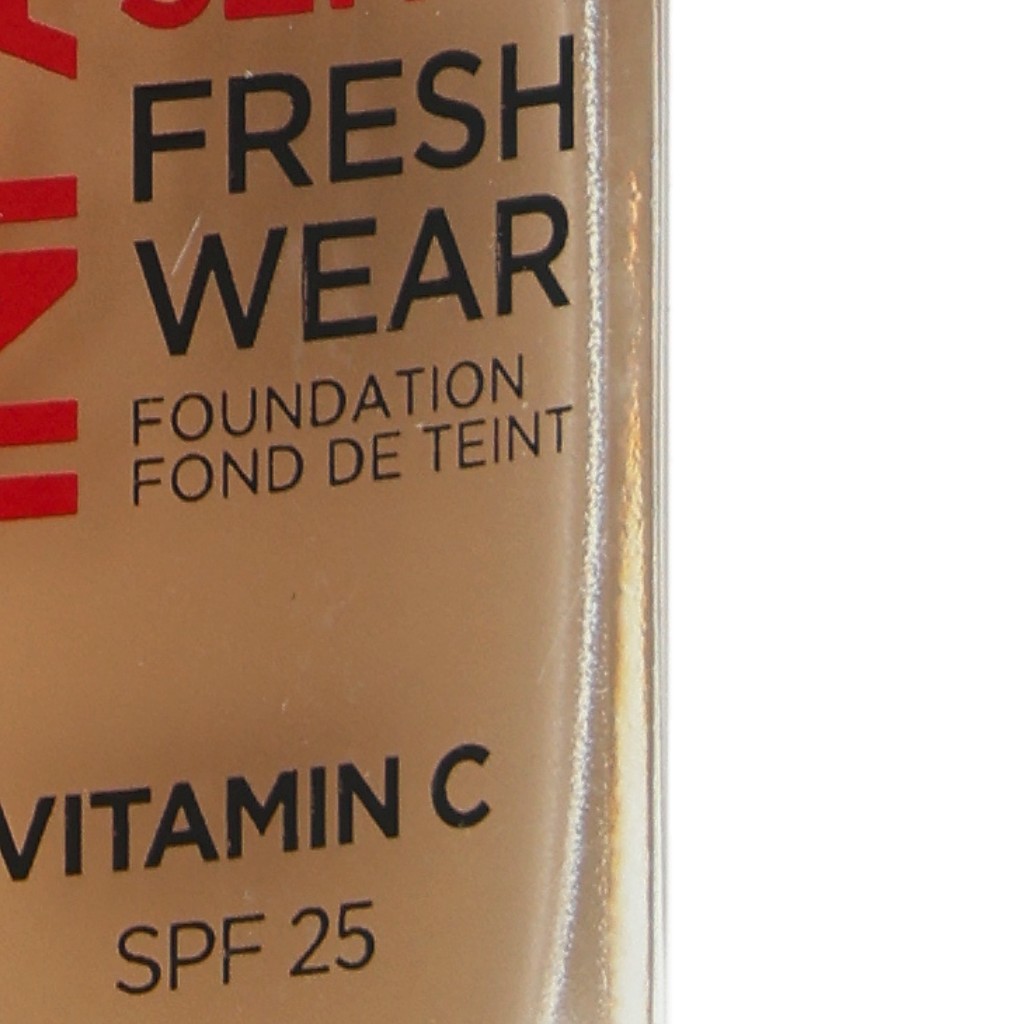 FRESH
WEAR
FOUNDATION
FOND DE TEINT
VITAMIN C
SPF 25